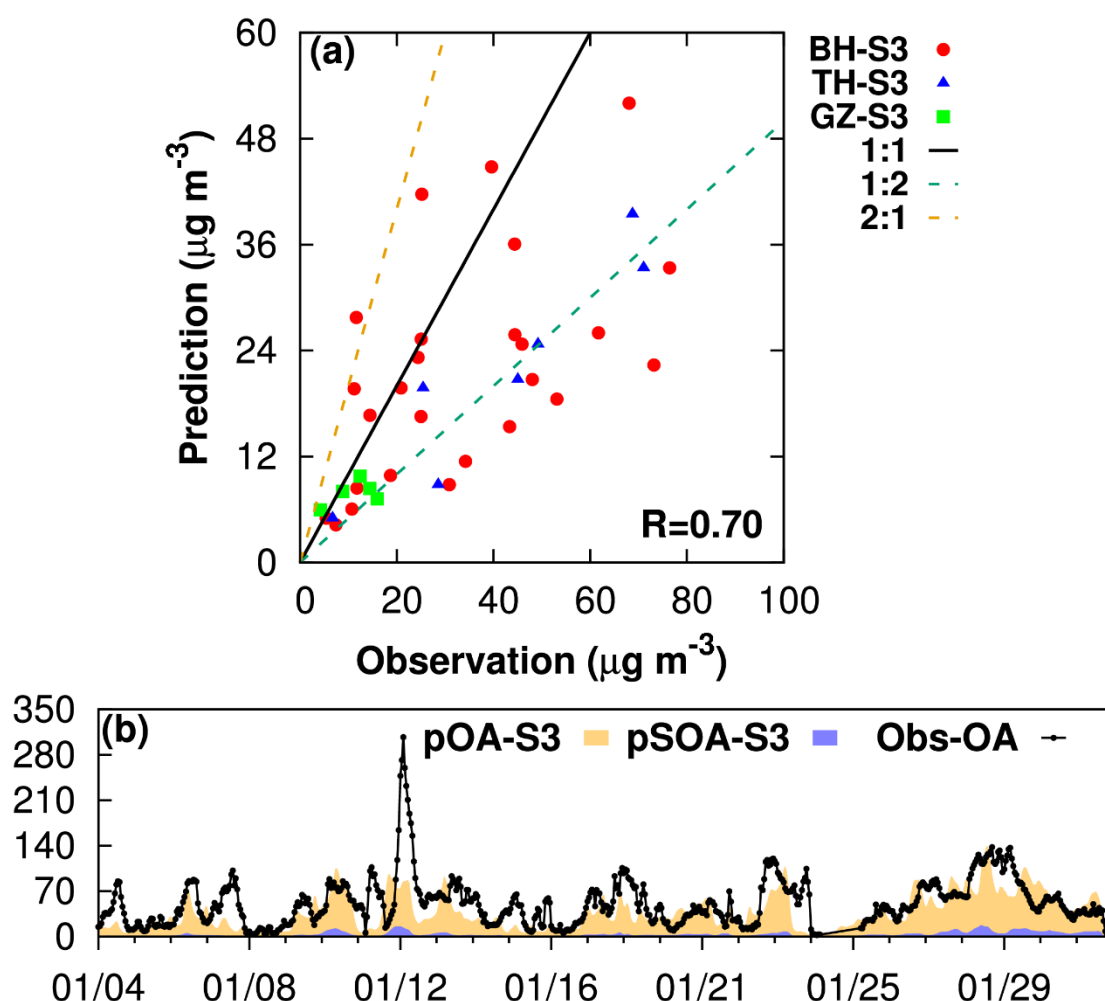 (a)
60
48
36
24
12
0
Prediction (μg m⁻³)
0 20 40 60 80 100
Observation (μg m⁻³)
R=0.70
BH-S3
TH-S3
GZ-S3
1:1
1:2
2:1
(b)
pOA-S3 pSOA-S3 Obs-OA
350
280
210
140
70
0
01/04 01/08 01/12 01/16 01/21 01/25 01/29